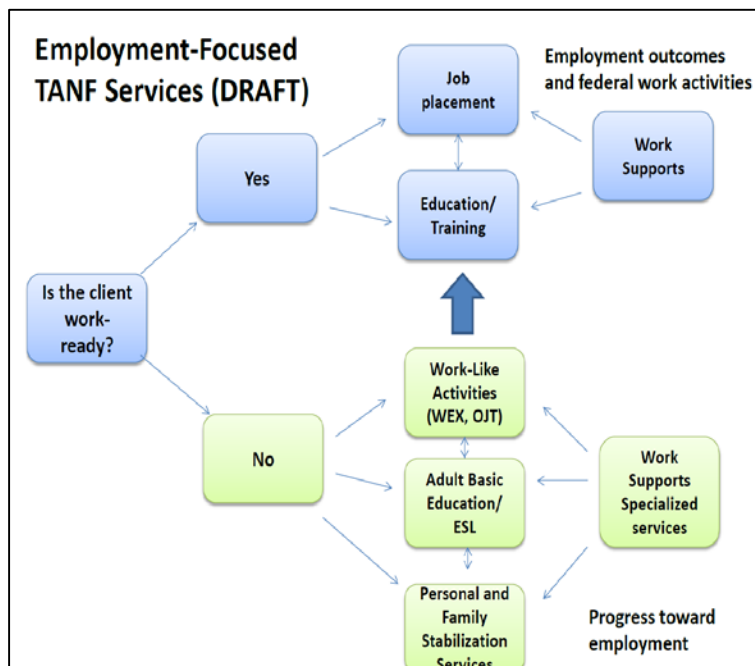 Employment-Focused
TANF Services (DRAFT)
Job
placement
Employment outcomes
and federal work activities
Yes
Work
Supports
Education/
Training
Is the client
work-
ready?
Work-Like
Activities
(WEX, OJT)
No
Adult Basic
Education/
ESL
Work
Supports
Specialized
services
Personal and
Family
Stabilization
Services
Progress toward
employment